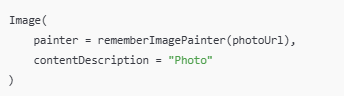 Image(
    painter = rememberImagePainter(photoUrl),
    contentDescription = "Photo"
)